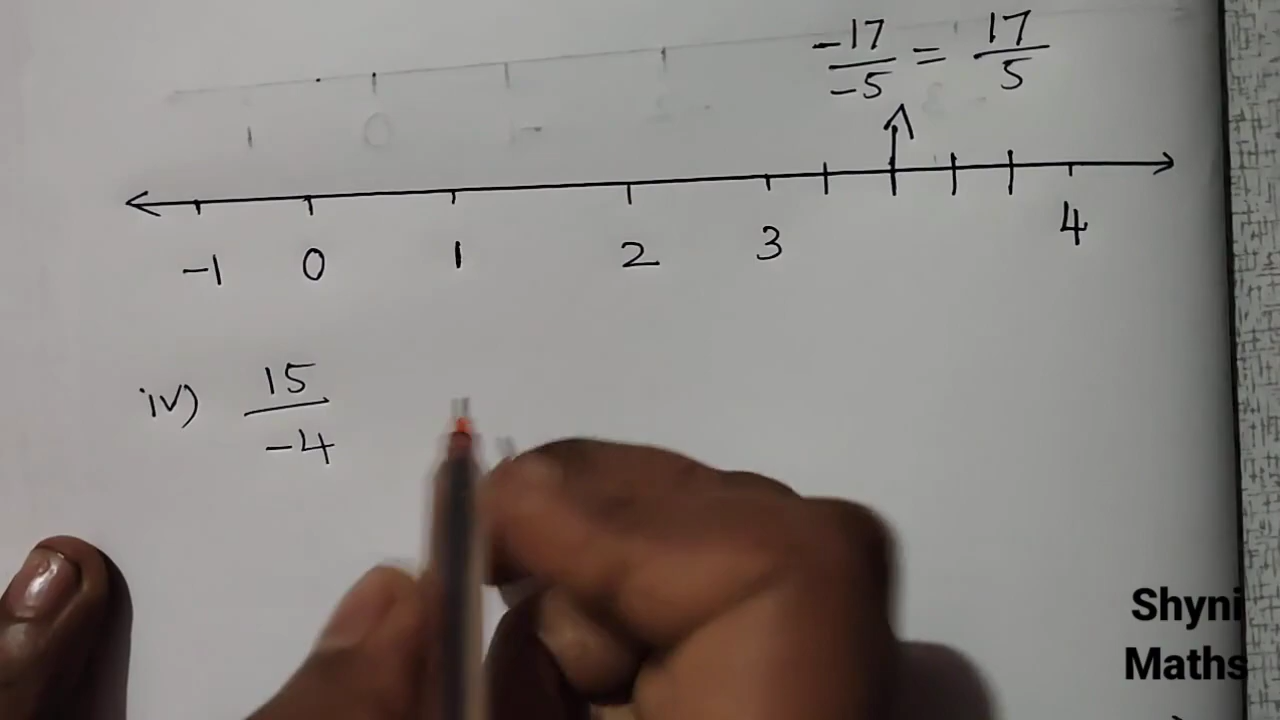 -17/-5 = 17/5
-1 0 1 2 3 4
iv) 15/-4
Shyni
Maths